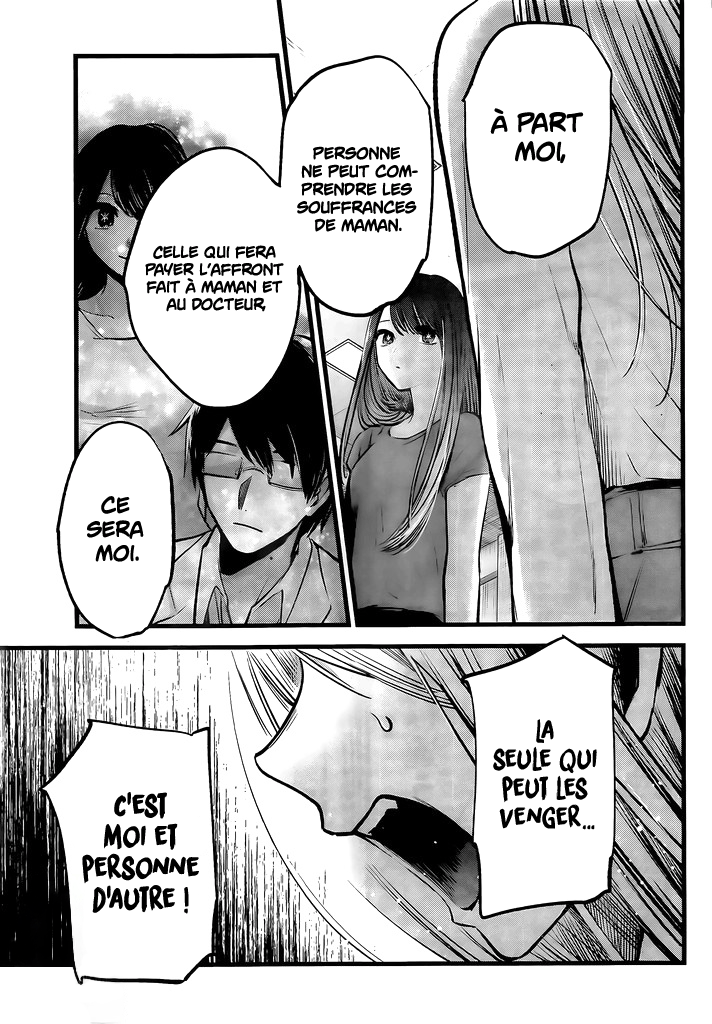 À PART
MOI,
PERSONNE
NE PEUT COM-
PRENDRE LES
SOUFFRANCES
DE MAMAN.
CELLE QUI FERA
PAYER L'AFFRONT
FAIT À MAMAN ET
AU DOCTEUR,
CE
SERA
MOI.
LA
SEULE QUI
PEUT LES
VENGER...
C'EST
MOI ET
PERSONNE
D'AUTRE !